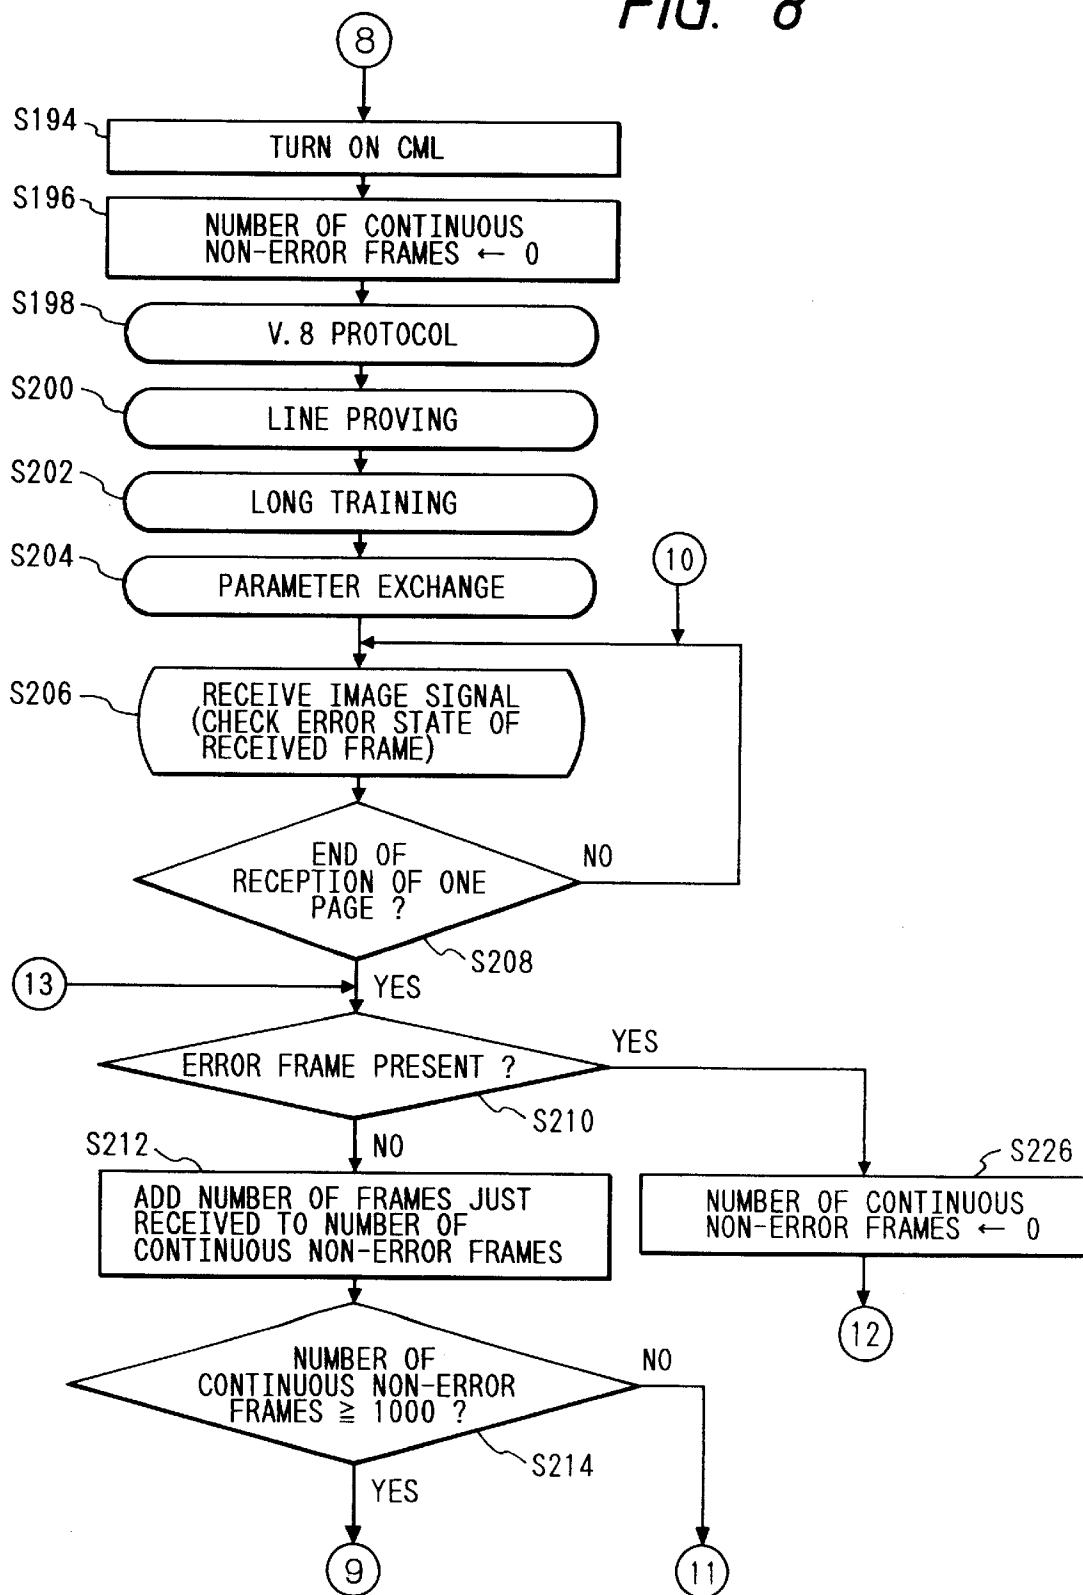 FIG. 8
8
S194
TURN ON CML
S196
NUMBER OF CONTINUOUS
NON-ERROR FRAMES ← 0
S198
V.8 PROTOCOL
S200
LINE PROVING
S202
LONG TRAINING
S204
PARAMETER EXCHANGE
10
S206
RECEIVE IMAGE SIGNAL
(CHECK ERROR STATE OF
RECEIVED FRAME)
END OF
RECEPTION OF ONE
PAGE ?
NO
S208
13
YES
ERROR FRAME PRESENT ?
YES
S210
NO
S212
ADD NUMBER OF FRAMES JUST
RECEIVED TO NUMBER OF
CONTINUOUS NON-ERROR FRAMES
S226
NUMBER OF CONTINUOUS
NON-ERROR FRAMES ← 0
12
NUMBER OF
CONTINUOUS NON-ERROR
FRAMES ≧ 1000 ?
NO
S214
YES
9
11